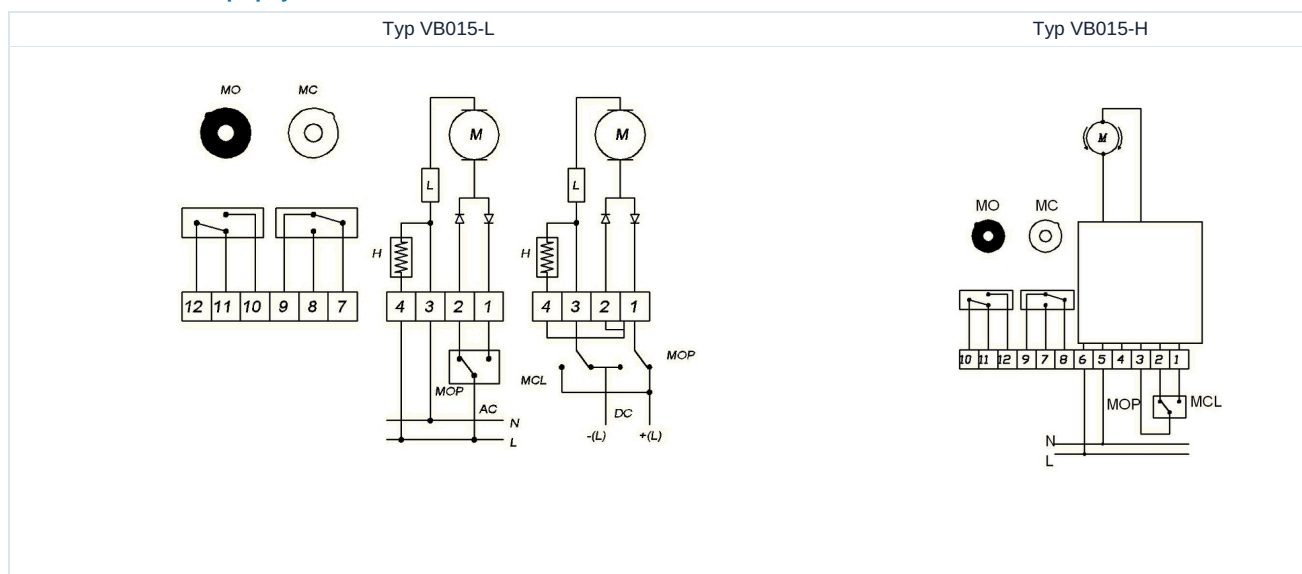 Typ VB015-L
Typ VB015-H
MO MC
M
L
H
12 11 10 9 8 7
4 3 2 1
MOP
AC
N
L
M
L
H
4 3 2 1
MOP
MCL
DC
-(L) +(L)
M
MO MC
10 11 12 9 7 8 6 5 4 3 2 1
MOP MCL
N
L